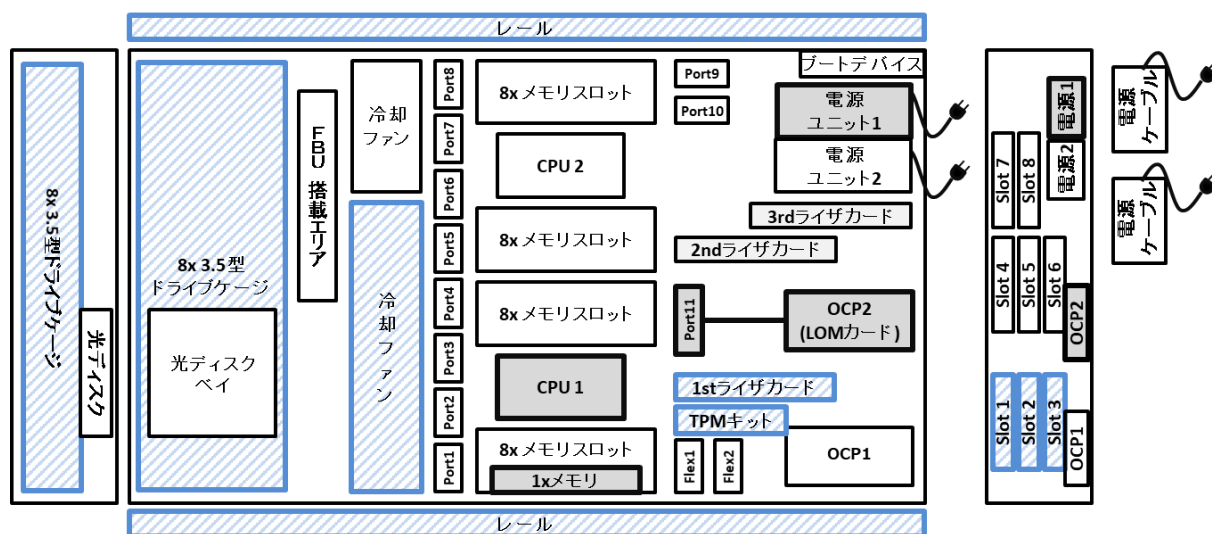 レール
8x 3.5型ドライブケージ
光ディスク
8x 3.5型
ドライブケージ
光ディスク
ベイ
FBU 搭載エリア
冷却
ファン
冷却ファン
Port8
Port7
Port6
Port5
Port4
Port3
Port2
Port1
8x メモリスロット
CPU 2
8x メモリスロット
8x メモリスロット
CPU 1
8x メモリスロット
1xメモリ
Port9
Port10
ブートデバイス
電源
ユニット1
電源
ユニット2
3rdライザカード
2ndライザカード
Port11
OCP2
(LOMカード)
1stライザカード
TPMキット
Flex1
Flex2
OCP1
レール
電源1
電源2
Slot 7
Slot 8
Slot 4
Slot 5
Slot 6
OCP2
Slot 1
Slot 2
Slot 3
OCP1
電源
ケーブル
電源
ケーブル